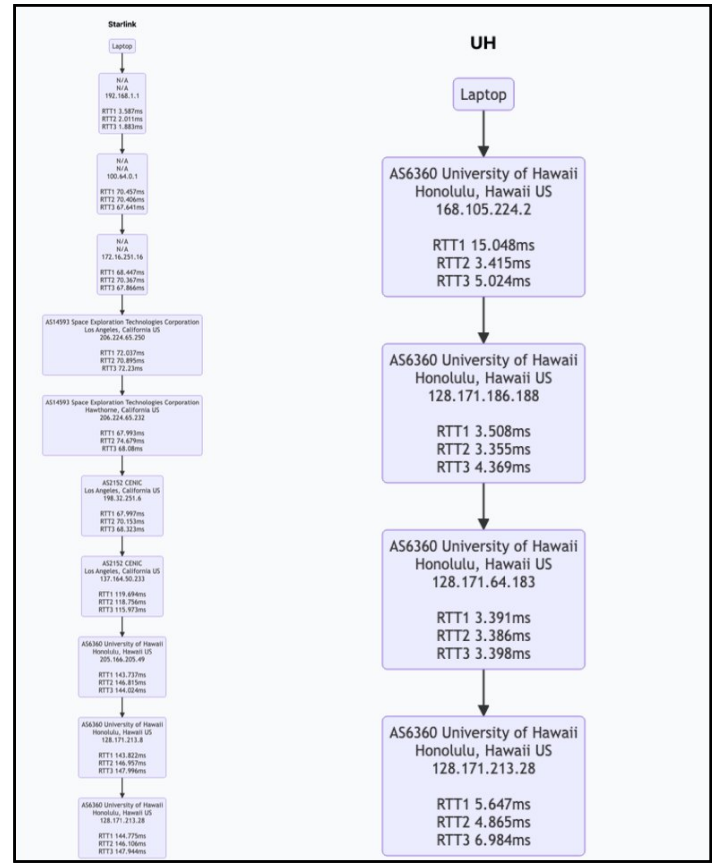 Starlink
Laptop
N/A
N/A
192.168.1.1
RTT1 3.587ms
RTT2 2.011ms
RTT3 1.883ms
N/A
N/A
100.64.0.1
RTT1 70.457ms
RTT2 70.406ms
RTT3 67.641ms
N/A
N/A
172.16.251.16
RTT1 68.447ms
RTT2 70.367ms
RTT3 67.866ms
AS14593 Space Exploration Technologies Corporation
Los Angeles, California US
206.224.65.250
RTT1 72.037ms
RTT2 70.895ms
RTT3 72.23ms
AS14593 Space Exploration Technologies Corporation
Hawthorne, California US
206.224.65.232
RTT1 67.993ms
RTT2 74.679ms
RTT3 68.08ms
AS2152 CENIC
Los Angeles, California US
198.32.251.6
RTT1 67.997ms
RTT2 70.153ms
RTT3 68.323ms
AS2152 CENIC
Los Angeles, California US
137.164.50.233
RTT1 119.694ms
RTT2 118.756ms
RTT3 115.973ms
AS6360 University of Hawaii
Honolulu, Hawaii US
205.166.205.49
RTT1 143.737ms
RTT2 146.815ms
RTT3 144.024ms
AS6360 University of Hawaii
Honolulu, Hawaii US
128.171.213.8
RTT1 143.822ms
RTT2 146.957ms
RTT3 147.996ms
AS6360 University of Hawaii
Honolulu, Hawaii US
128.171.213.28
RTT1 144.775ms
RTT2 146.106ms
RTT3 147.944ms
UH
Laptop
AS6360 University of Hawaii
Honolulu, Hawaii US
168.105.224.2
RTT1 15.048ms
RTT2 3.415ms
RTT3 5.024ms
AS6360 University of Hawaii
Honolulu, Hawaii US
128.171.186.188
RTT1 3.508ms
RTT2 3.355ms
RTT3 4.369ms
AS6360 University of Hawaii
Honolulu, Hawaii US
128.171.64.183
RTT1 3.391ms
RTT2 3.386ms
RTT3 3.398ms
AS6360 University of Hawaii
Honolulu, Hawaii US
128.171.213.28
RTT1 5.647ms
RTT2 4.865ms
RTT3 6.984ms